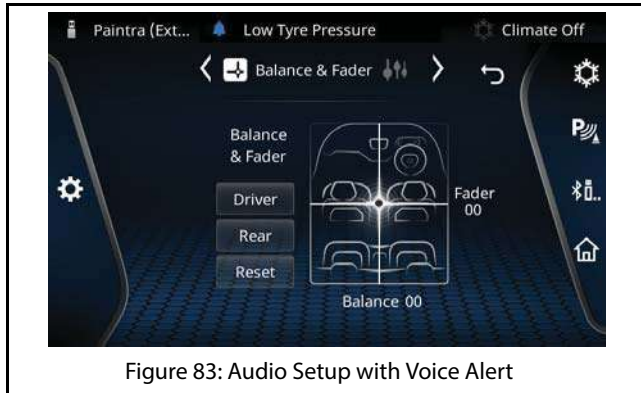 Paintra (Ext... Low Tyre Pressure Climate Off
Balance & Fader
Balance
& Fader
Driver
Rear
Reset
Fader
00
Balance 00
P
..
Figure 83: Audio Setup with Voice Alert